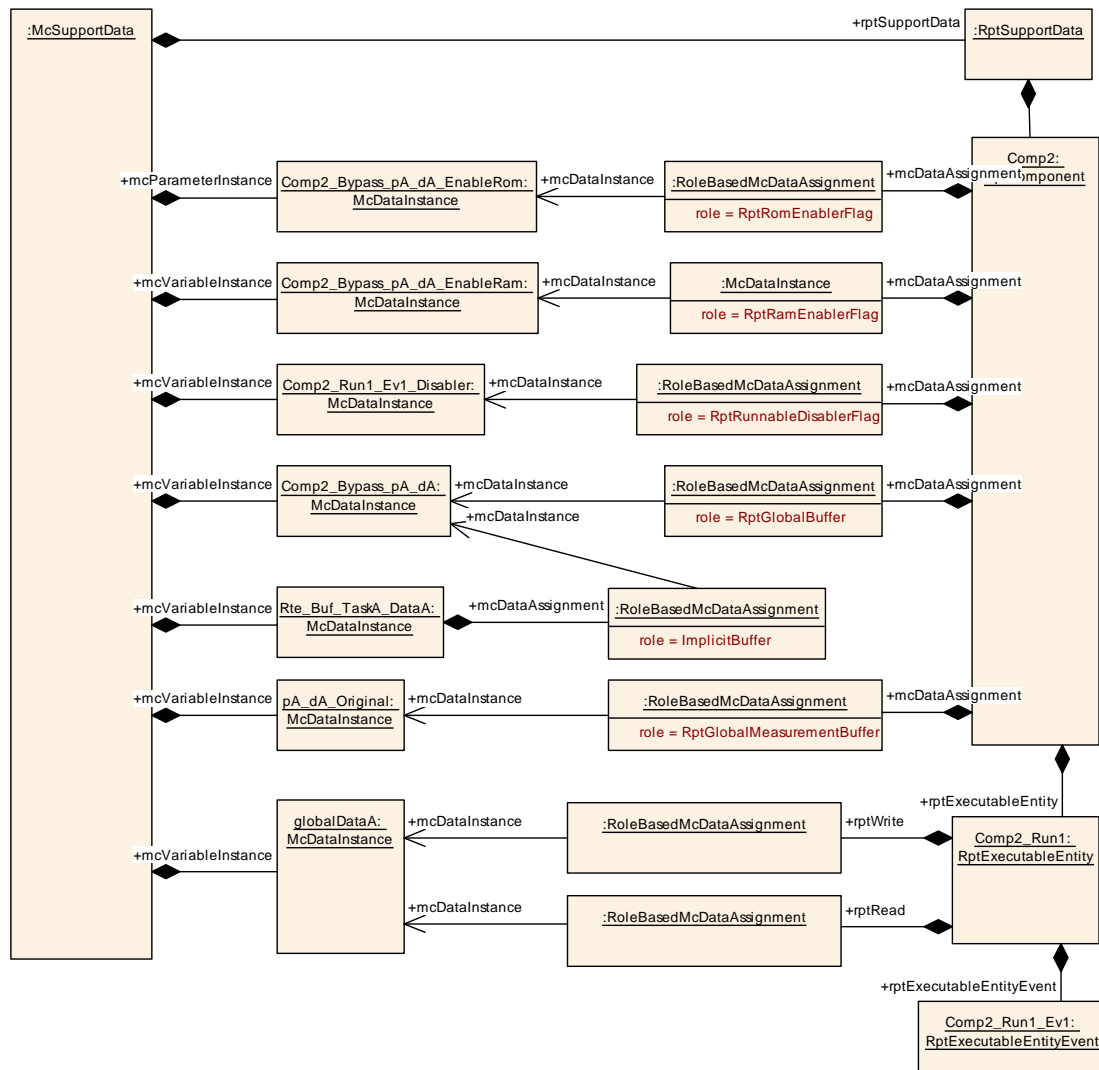 :McSupportData
+rptSupportData
:RptSupportData
+mcParameterInstance
Comp2_Bypass_pA_dA_EnableRom:
McDataInstance
+mcDataInstance
:RoleBasedMcDataAssignment
role = RptRomEnablerFlag
+mcDataAssignment
Comp2:
+mcVariableInstance
Comp2_Bypass_pA_dA_EnableRam:
McDataInstance
+mcDataInstance
:McDataInstance
role = RptRamEnablerFlag
+mcDataAssignment
+mcVariableInstance
Comp2_Run1_Ev1_Disabler:
McDataInstance
+mcDataInstance
:RoleBasedMcDataAssignment
role = RptRunnableDisablerFlag
+mcDataAssignment
+mcVariableInstance
Comp2_Bypass_pA_dA:
McDataInstance
+mcDataInstance
+mcDataInstance
:RoleBasedMcDataAssignment
role = RptGlobalBuffer
+mcDataAssignment
+mcVariableInstance
Rte_Buf_TaskA_DataA:
McDataInstance
+mcDataAssignment
:RoleBasedMcDataAssignment
role = ImplicitBuffer
+mcVariableInstance
pA_dA_Original:
McDataInstance
+mcDataInstance
:RoleBasedMcDataAssignment
role = RptGlobalMeasurementBuffer
+mcDataAssignment
+rptExecutableEntity
+mcVariableInstance
globalDataA:
McDataInstance
+mcDataInstance
:RoleBasedMcDataAssignment
+rptWrite
Comp2_Run1:
RptExecutableEntity
+mcDataInstance
:RoleBasedMcDataAssignment
+rptRead
+rptExecutableEntityEvent
Comp2_Run1_Ev1:
RptExecutableEntityEvent